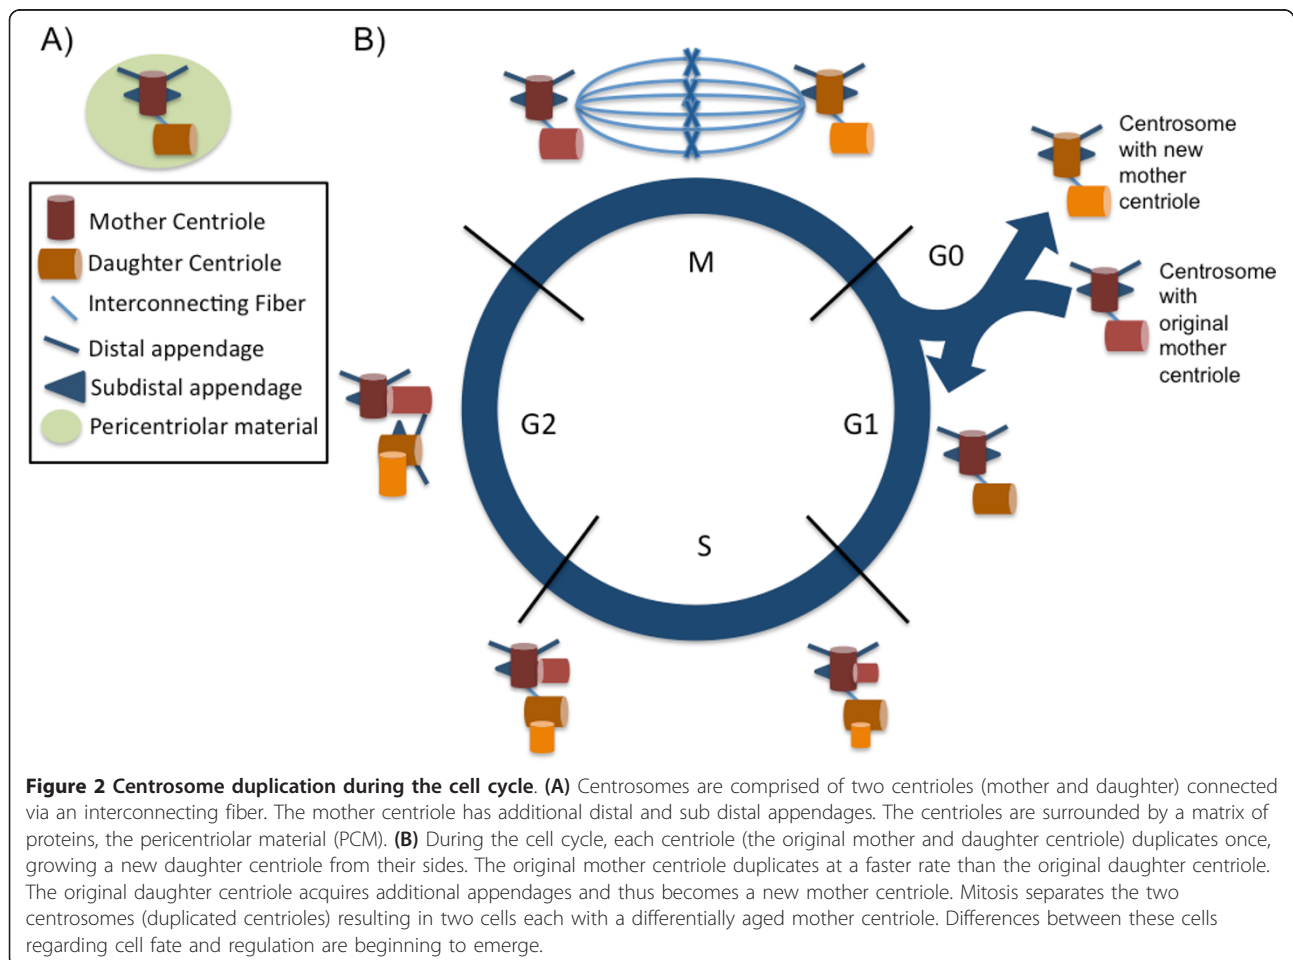 A)
B)
Mother Centriole
Daughter Centriole
Interconnecting Fiber
Distal appendage
Subdistal appendage
Pericentriolar material
M
G0
G1
S
G2
Centrosome
with new
mother
centriole
Centrosome
with
original
mother
centriole
Figure 2 Centrosome duplication during the cell cycle. (A) Centrosomes are comprised of two centrioles (mother and daughter) connected
via an interconnecting fiber. The mother centriole has additional distal and sub distal appendages. The centrioles are surrounded by a matrix of
proteins, the pericentriolar material (PCM). (B) During the cell cycle, each centriole (the original mother and daughter centriole) duplicates once,
growing a new daughter centriole from their sides. The original mother centriole duplicates at a faster rate than the original daughter centriole.
The original daughter centriole acquires additional appendages and thus becomes a new mother centriole. Mitosis separates the two
centrosomes (duplicated centrioles) resulting in two cells each with a differentially aged mother centriole. Differences between these cells
regarding cell fate and regulation are beginning to emerge.